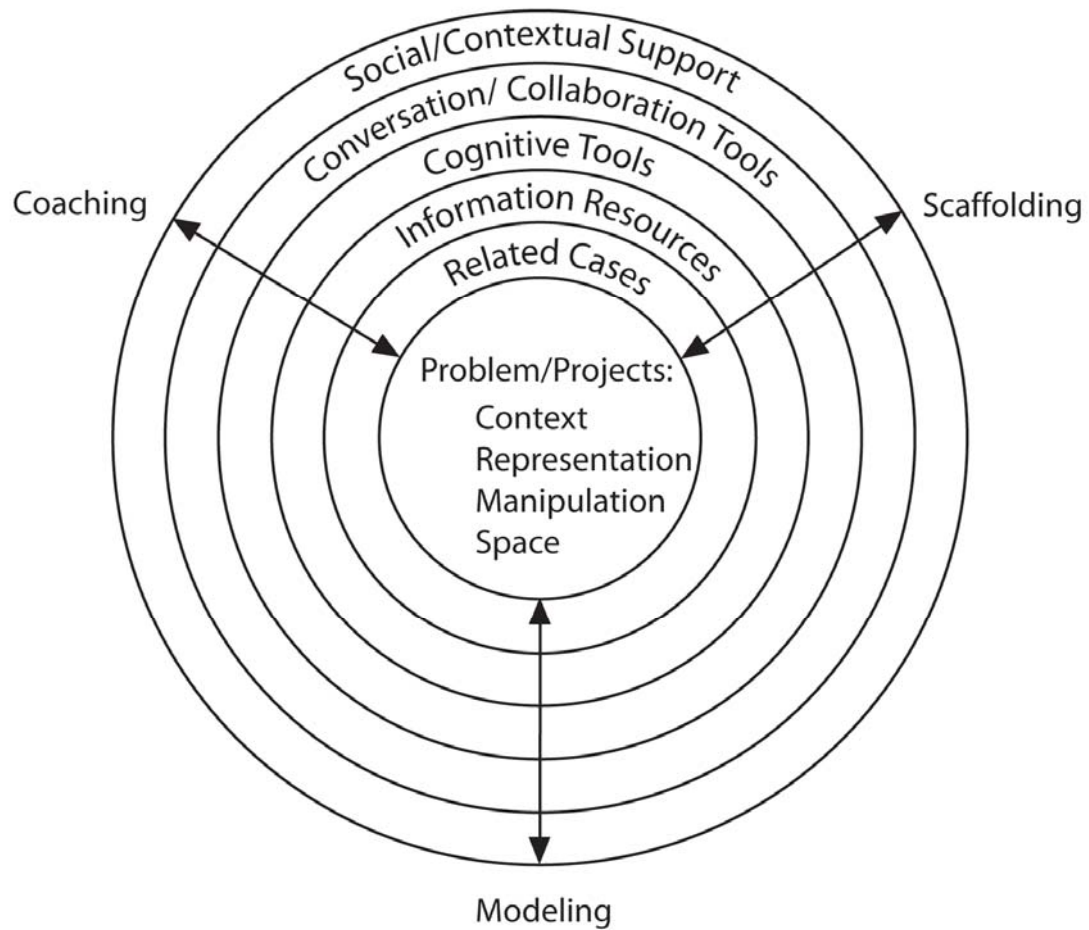 Social/Contextual Support
Conversation/ Collaboration Tools
Cognitive Tools
Information Resources
Related Cases
Coaching
Scaffolding
Problem/Projects:
Context
Representation
Manipulation
Space
Modeling